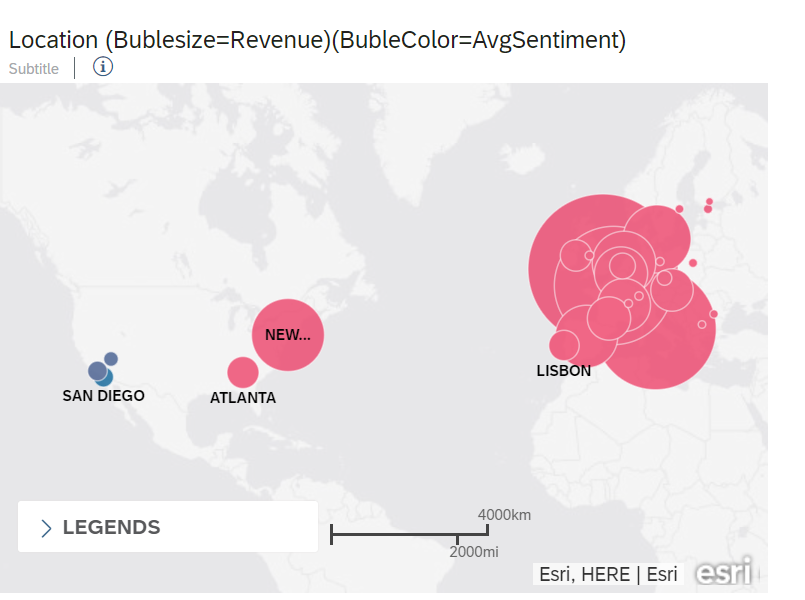 Location (Bublesize=Revenue)(BubleColor=AvgSentiment)
Subtitle
NEW...
LISBON
SAN DIEGO
ATLANTA
LEGENDS
4000km
2000mi
Esri, HERE | Esri
esri